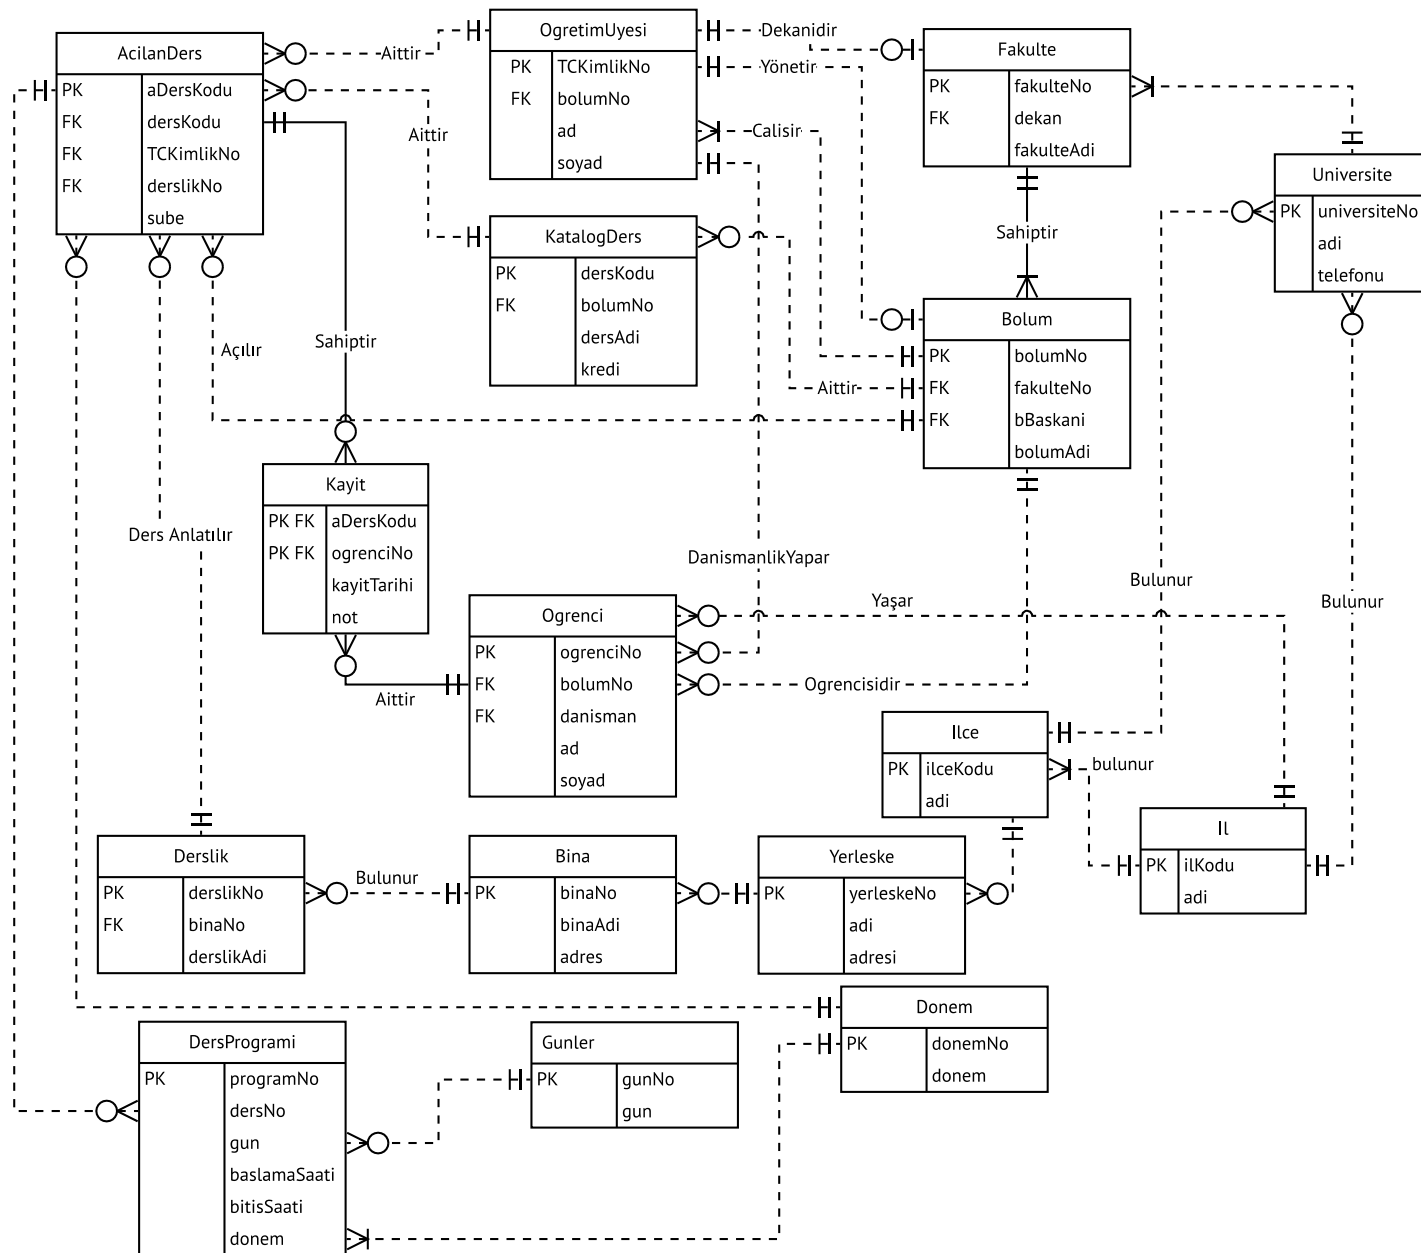 AcilanDers
PK aDersKodu
FK dersKodu
FK TCKimlikNo
FK derslikNo
sube
Aittir
OgretimUyesi
PK TCKimlikNo
FK bolumNo
ad
soyad
Dekanidir
Yönetir
Calisir
Fakulte
PK fakulteNo
FK dekan
fakulteAdi
Universite
PK universiteNo
adi
telefonu
Aittir
KatalogDers
PK dersKodu
FK bolumNo
dersAdi
kredi
Sahiptir
Bolum
PK bolumNo
FK fakulteNo
FK bBaskani
bolumAdi
Aittir
Açılır
Sahiptir
Kayit
PK FK aDersKodu
PK FK ogrenciNo
kayitTarihi
not
Ders Anlatılır
DanismanlikYapar
Bulunur
Bulunur
Yaşar
Ogrenci
PK ogrenciNo
FK bolumNo
FK danisman
ad
soyad
Ogrencisidir
Aittir
Ilce
PK ilceKodu
adi
bulunur
Il
PK ilKodu
adi
Derslik
PK derslikNo
FK binaNo
derslikAdi
Bulunur
Bina
PK binaNo
binaAdi
adres
Yerleske
PK yerleskeNo
adi
adresi
Donem
PK donemNo
donem
DersProgrami
PK programNo
dersNo
gun
baslamaSaati
bitisSaati
donem
Gunler
PK gunNo
gun